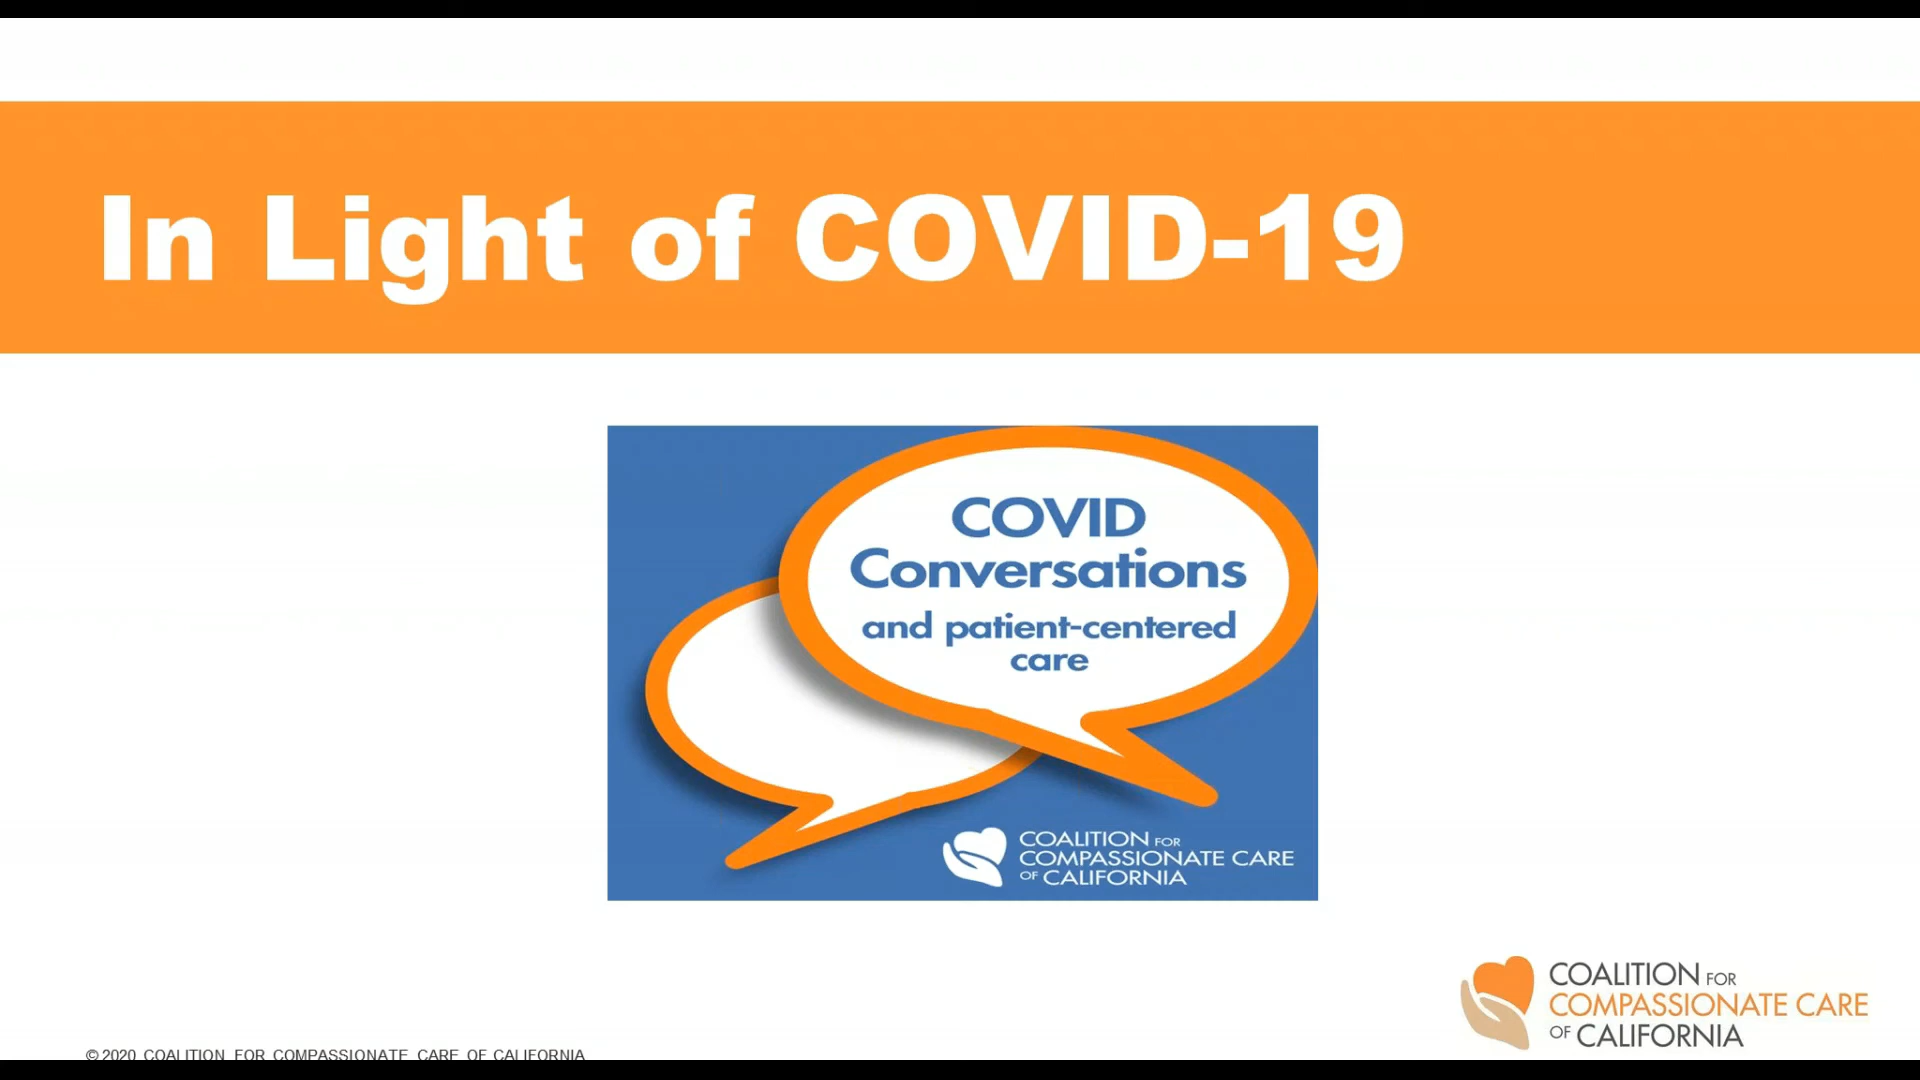 In Light of COVID-19
COVID
Conversations
and patient-centered
care
COALITION FOR
COMPASSIONATE CARE
OF CALIFORNIA
COALITION FOR
COMPASSIONATE CARE
OF CALIFORNIA
© 2020 COALITION FOR COMPASSIONATE CARE OF CALIFORNIA